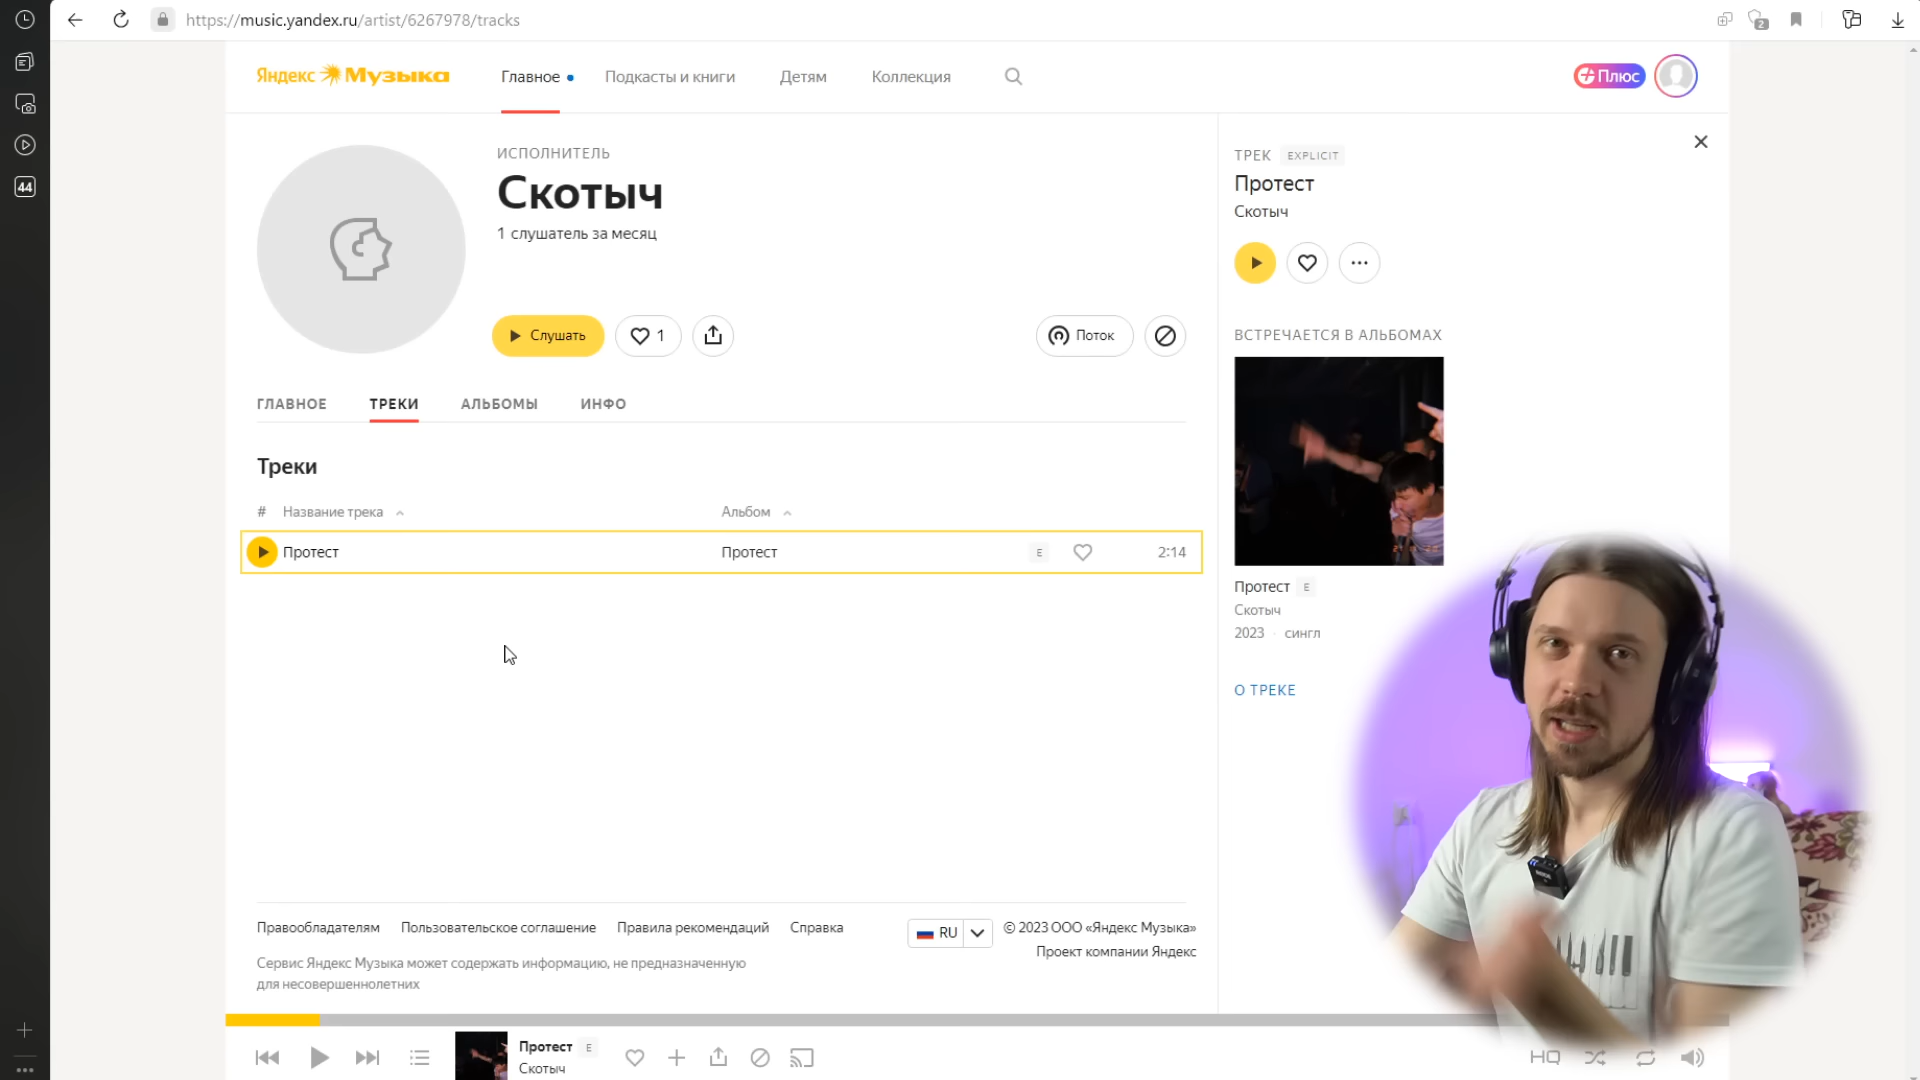 https://music.yandex.ru/artist/6267978/tracks
2
44
Яндекс Музыка
Главное
Подкасты и книги
Детям
Коллекция
Плюс
ИСПОЛНИТЕЛЬ
Скотыч
1 слушатель за месяц
Слушать
1
Поток
ГЛАВНОЕ
ТРЕКИ
АЛЬБОМЫ
ИНФО
Треки
# Название трека
Альбом
Протест
Протест
E
2:14
ТРЕК EXPLICIT
Протест
Скотыч
ВСТРЕЧАЕТСЯ В АЛЬБОМАХ
Протест E
Скотыч
2023 · сингл
О ТРЕКЕ
Правообладателям
Пользовательское соглашение
Правила рекомендаций
Справка
RU
© 2023 ООО «Яндекс Музыка»
Проект компании Яндекс
Сервис Яндекс Музыка может содержать информацию, не предназначенную
для несовершеннолетних
Протест E
Скотыч
HQ